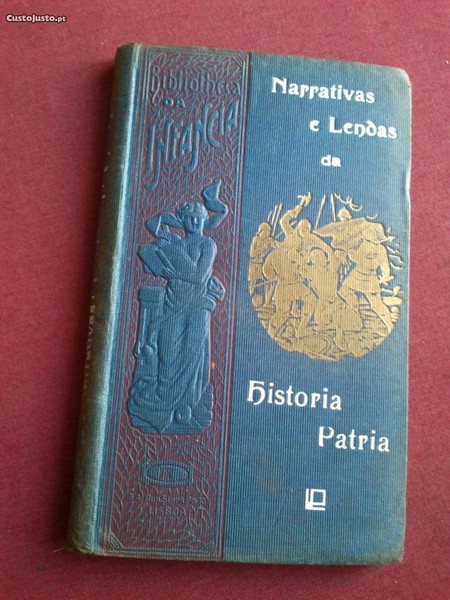 CustoJusto.pt
Bibliotheca
DA
INFANCIA
Narrativas
e Lendas
da
Historia
Patria
LISBOA